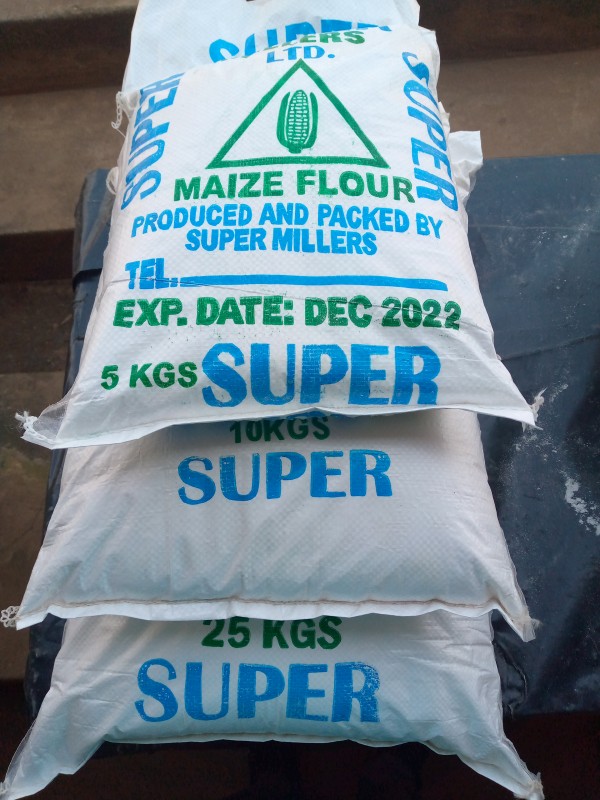 SUPER
LTD.
SUPER
SUPER
MAIZE FLOUR
PRODUCED AND PACKED BY
SUPER MILLERS
TEL.
EXP. DATE: DEC 2022
5 KGS SUPER
10KGS
SUPER
25 KGS
SUPER